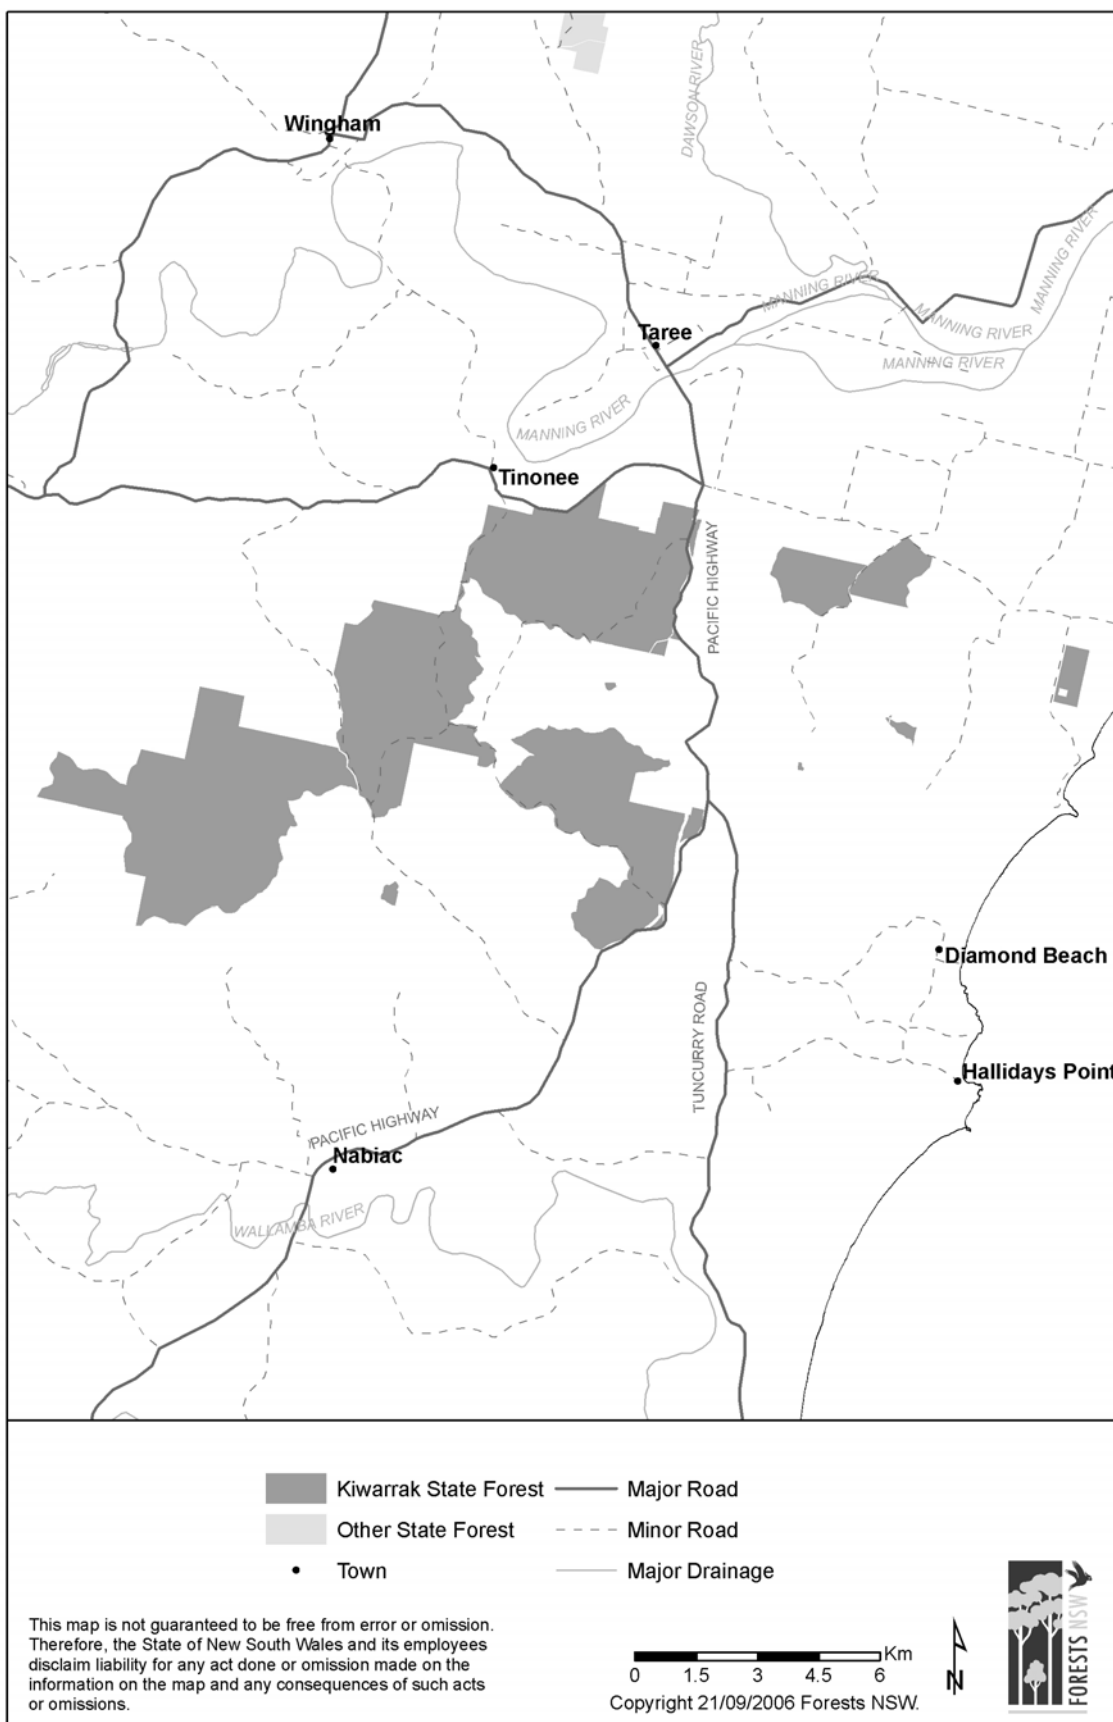 DAWSON RIVER
Wingham
MANNING RIVER
MANNING RIVER
MANNING RIVER
Taree
MANNING RIVER
MANNING RIVER
Tinonee
PACIFIC HIGHWAY
Diamond Beach
TUNCURRY ROAD
Hallidays Point
PACIFIC HIGHWAY
Nabiac
WALLAMBA RIVER
Kiwarrak State Forest
Major Road
Other State Forest
Minor Road
Town
Major Drainage
This map is not guaranteed to be free from error or omission.
Therefore, the State of New South Wales and its employees
disclaim liability for any act done or omission made on the
information on the map and any consequences of such acts
or omissions.
Km
0 1.5 3 4.5 6
Copyright 21/09/2006 Forests NSW.
N
FORESTS NSW